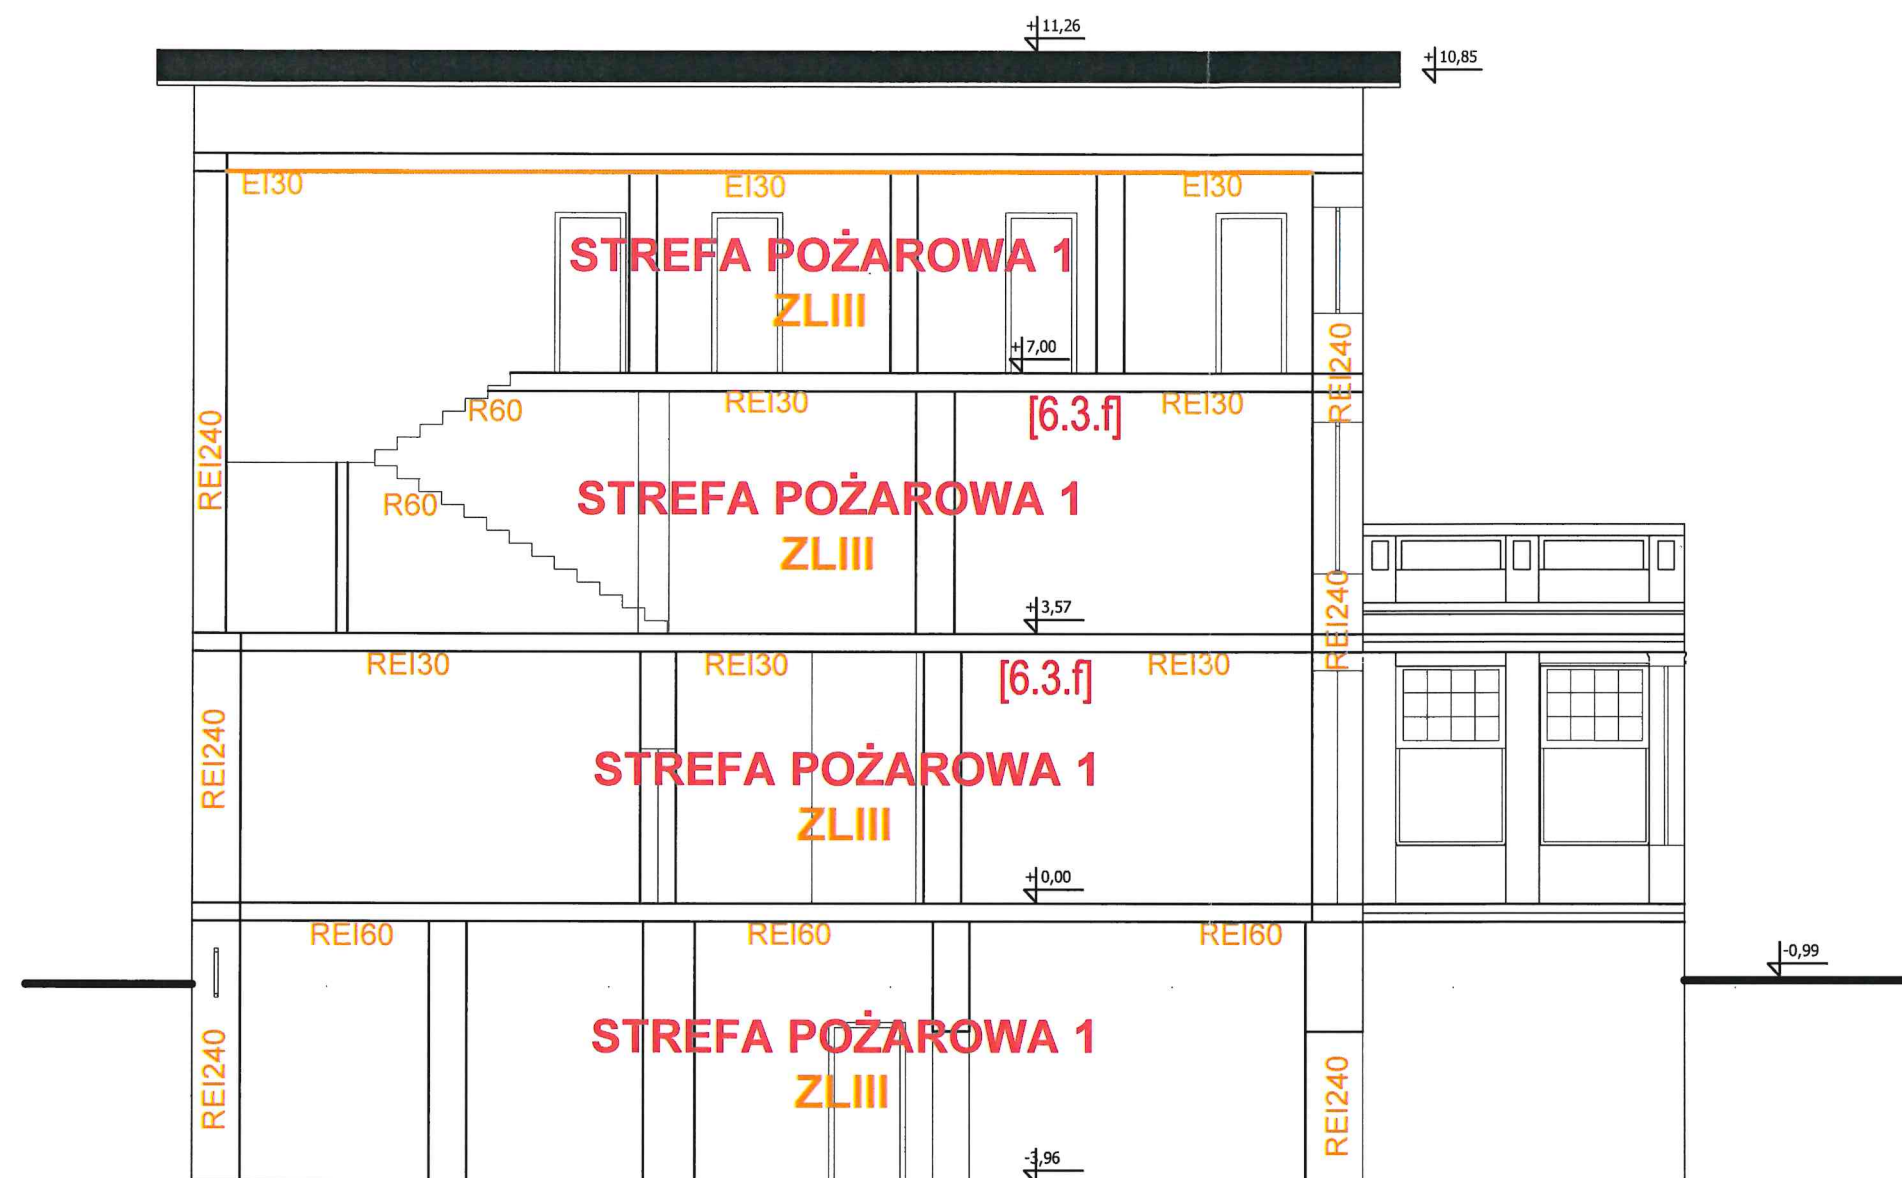 +11,26
+10,85
EI30 EI30 EI30
STREFA POŻAROWA 1
ZLIII
+7,00
REI240
R60 REI30 [6.3.f] REI30
REI240
R60
STREFA POŻAROWA 1
ZLIII
+3,57
REI240
REI30 REI30 [6.3.f] REI30
REI240
STREFA POŻAROWA 1
ZLIII
+0,00
REI60 REI60 REI60
-0,99
STREFA POŻAROWA 1
REI240
ZLIII
REI240
-3,96